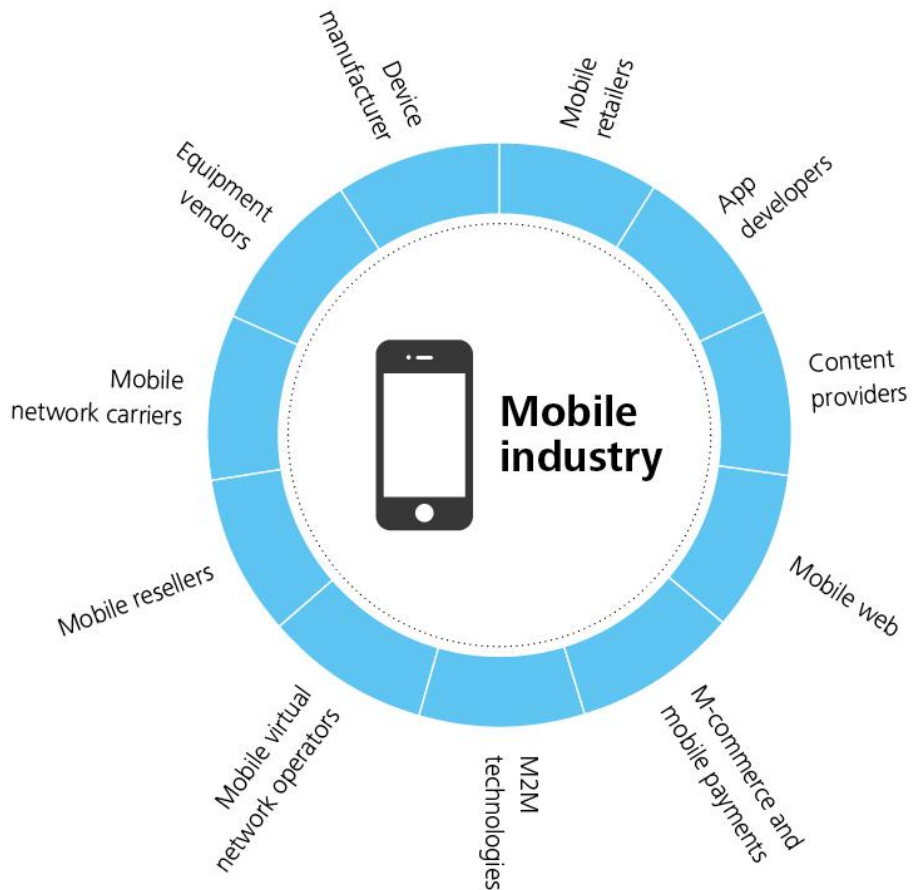 Mobile
industry
Mobile
retailers
App
developers
Content
providers
Mobile web
M-commerce and
mobile payments
M2M
technologies
Mobile virtual
network operators
Mobile resellers
Mobile
network carriers
Equipment
vendors
Device
manufacturer